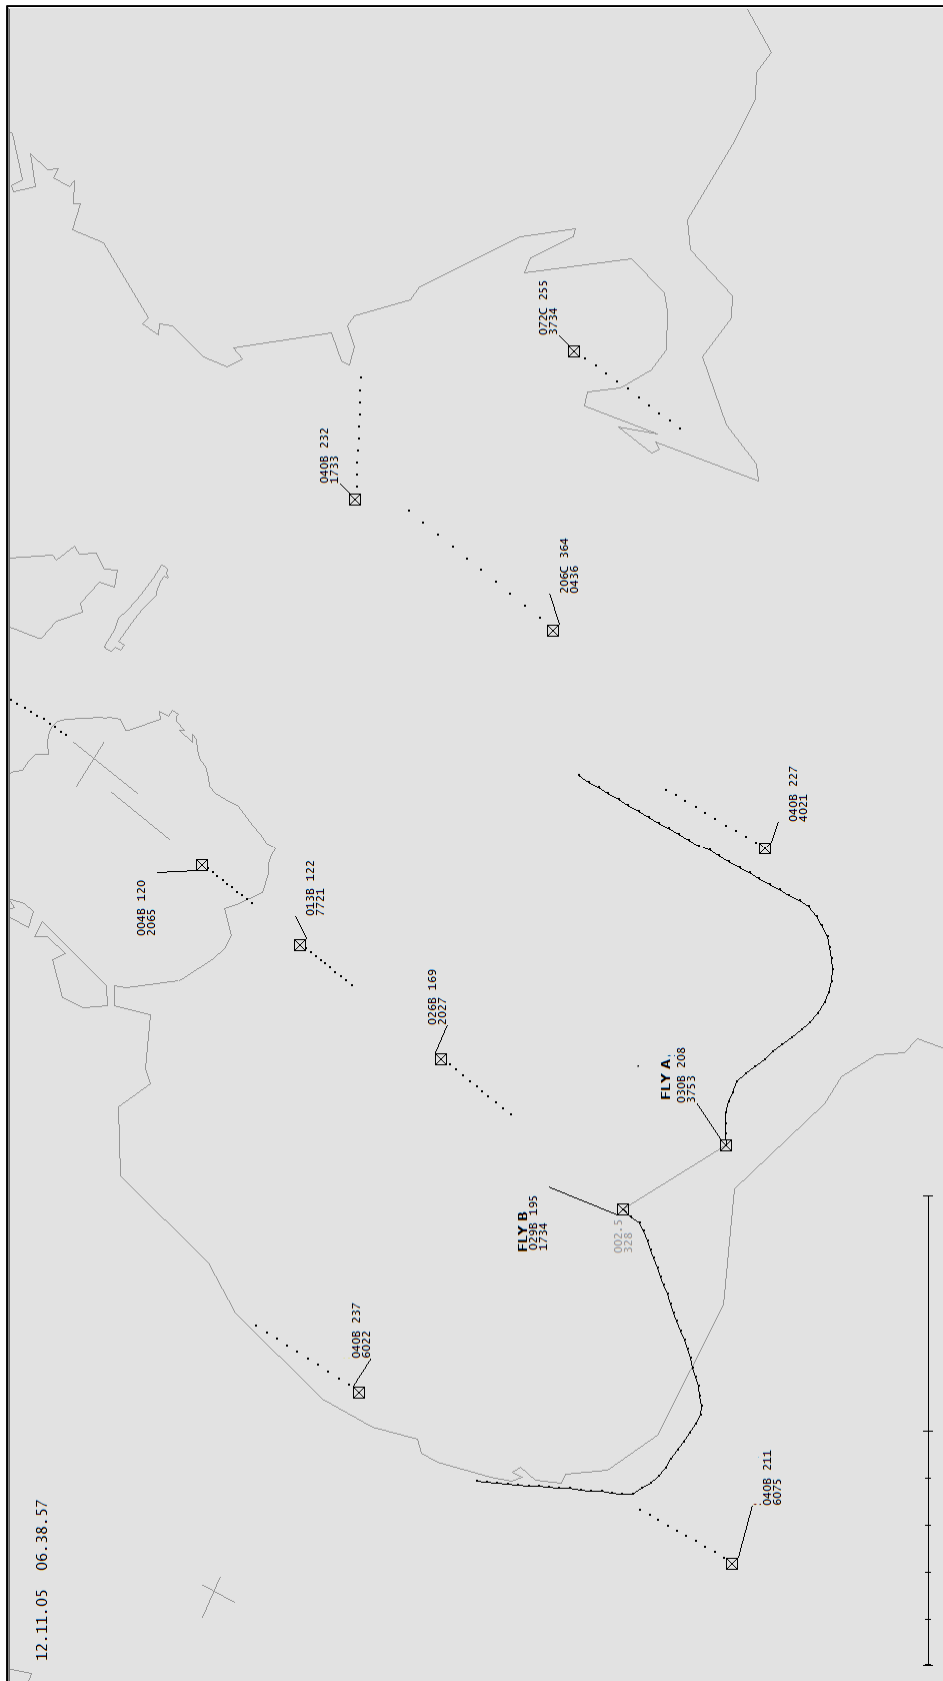 12.11.05  06.38.57
072C 255
3734
040B 232
1733
206C 364
0436
040B 227
4021
004B 120
2065
013B 122
7721
026B 169
2027
FLY A
030B 208
3753
FLY B
029B 195
1734
002.5
328
040B 237
6022
040B 211
6075